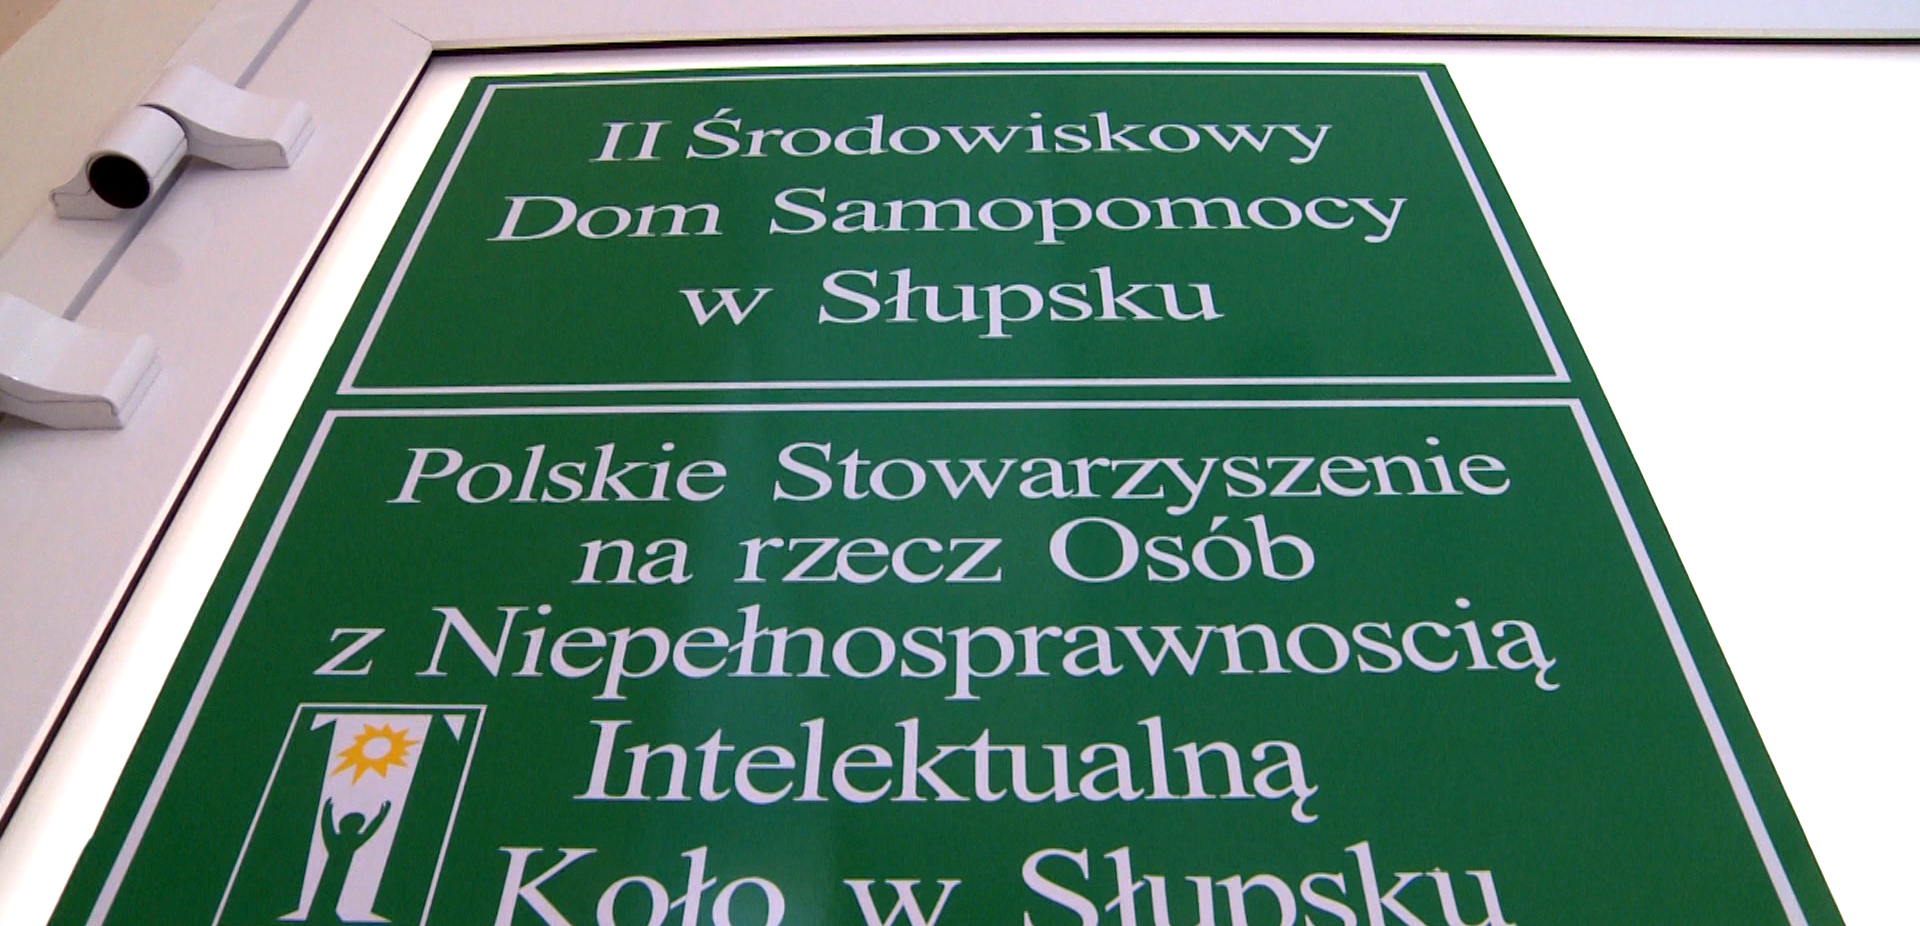 II Środowiskowy
Dom Samopomocy
w Słupsku
Polskie Stowarzyszenie
na rzecz Osób
z Niepełnosprawnoscią
Intelektualną
Koło w Słupsku